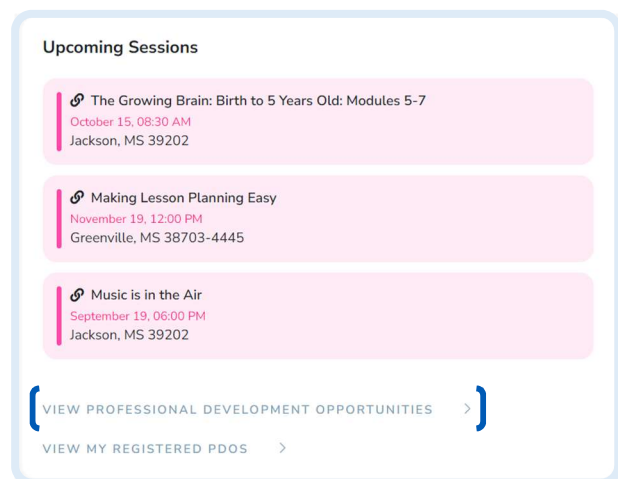 Upcoming Sessions
The Growing Brain: Birth to 5 Years Old: Modules 5-7
October 15, 08:30 AM
Jackson, MS 39202
Making Lesson Planning Easy
November 19, 12:00 PM
Greenville, MS 38703-4445
Music is in the Air
September 19, 06:00 PM
Jackson, MS 39202
VIEW PROFESSIONAL DEVELOPMENT OPPORTUNITIES
VIEW MY REGISTERED PDOS